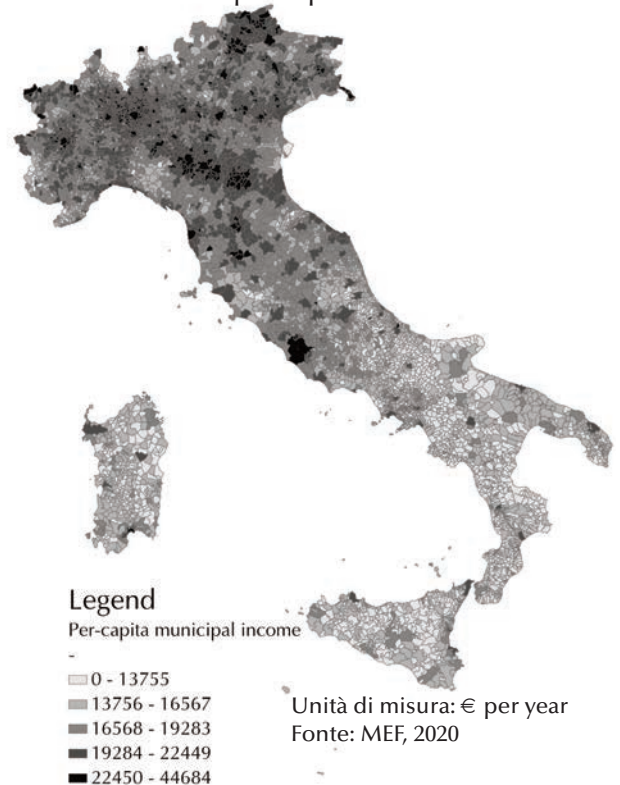 Legend
Per-capita municipal income
-
0 - 13755
13756 - 16567
16568 - 19283
19284 - 22449
22450 - 44684
Unità di misura: € per year
Fonte: MEF, 2020